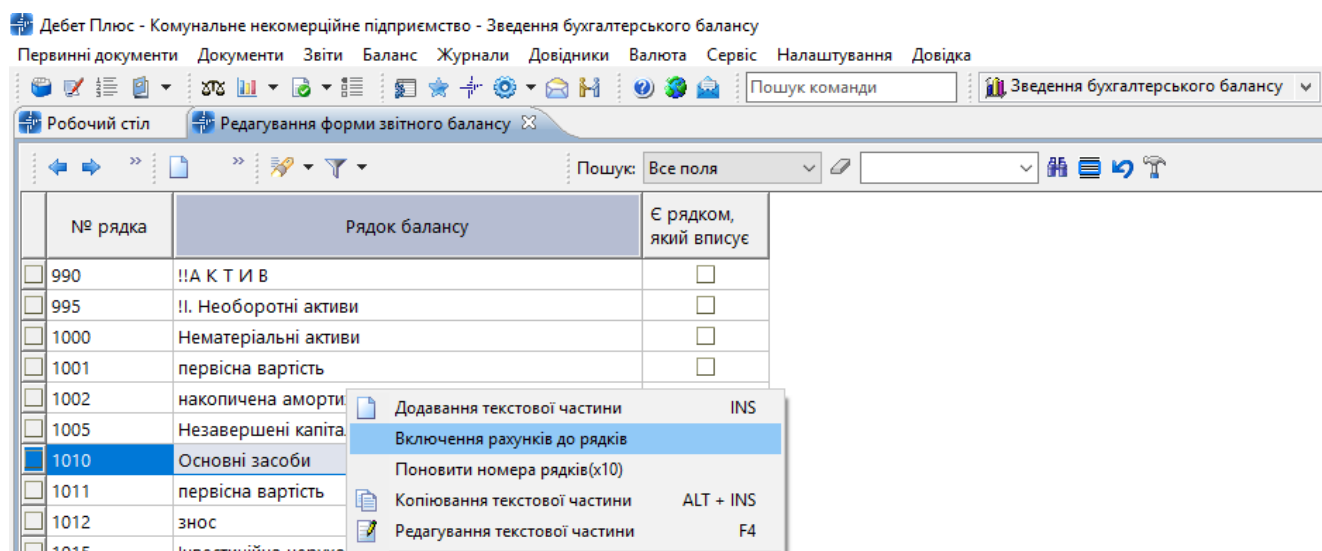 Дебет Плюс - Комунальне некомерційне підприємство - Зведення бухгалтерського балансу
Первинні документи Документи Звіти Баланс Журнали Довідники Валюта Сервіс Налаштування Довідка
Пошук команди Зведення бухгалтерського балансу
Робочий стіл Редагування форми звітного балансу
Пошук: Все поля
№ рядка Рядок балансу Є рядком, який вписує
990 !!А К Т И В
995 !І. Необоротні активи
1000 Нематеріальні активи
1001 первісна вартість
1002 накопичена аморти
1005 Незавершені капіта
1010 Основні засоби
1011 первісна вартість
1012 знос
1015
Додавання текстової частини INS
Включення рахунків до рядків
Поновити номера рядків(x10)
Копіювання текстової частини ALT + INS
Редагування текстової частини F4